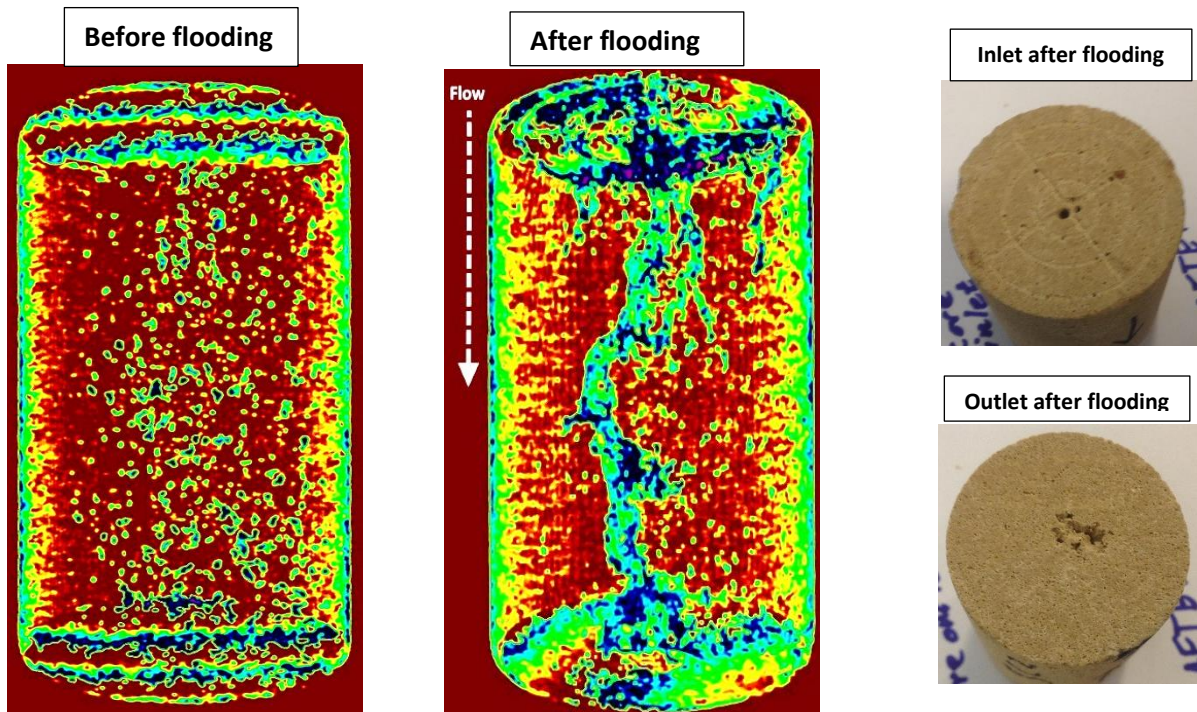 Before flooding
After flooding
Flow
Inlet after flooding
Outlet after flooding